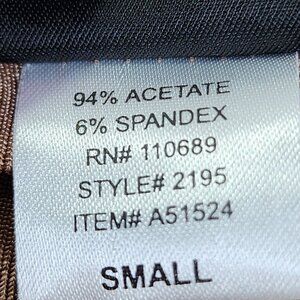 94% ACETATE
6% SPANDEX
RN# 110689
STYLE# 2195
ITEM# A51524
SMALL